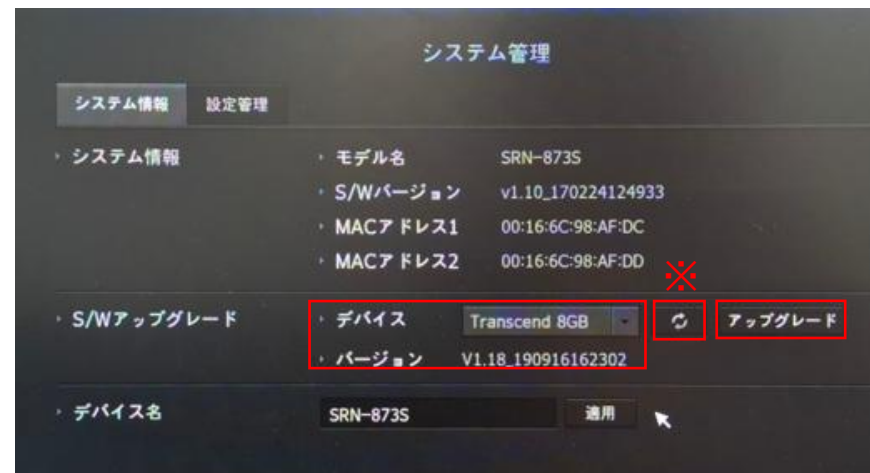 システム管理
システム情報 設定管理
システム情報 モデル名 SRN-873S
S/Wバージョン v1.10_170224124933
MACアドレス1 00:16:6C:98:AF:DC
MACアドレス2 00:16:6C:98:AF:DD
※
S/Wアップグレード デバイス Transcend 8GB アップグレード
バージョン V1.18_190916162302
デバイス名 SRN-873S 適用